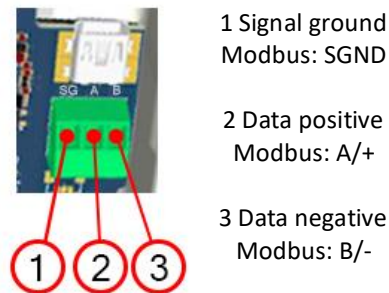 1 Signal ground
Modbus: SGND
2 Data positive
Modbus: A/+
3 Data negative
Modbus: B/-
SG A B
1 2 3